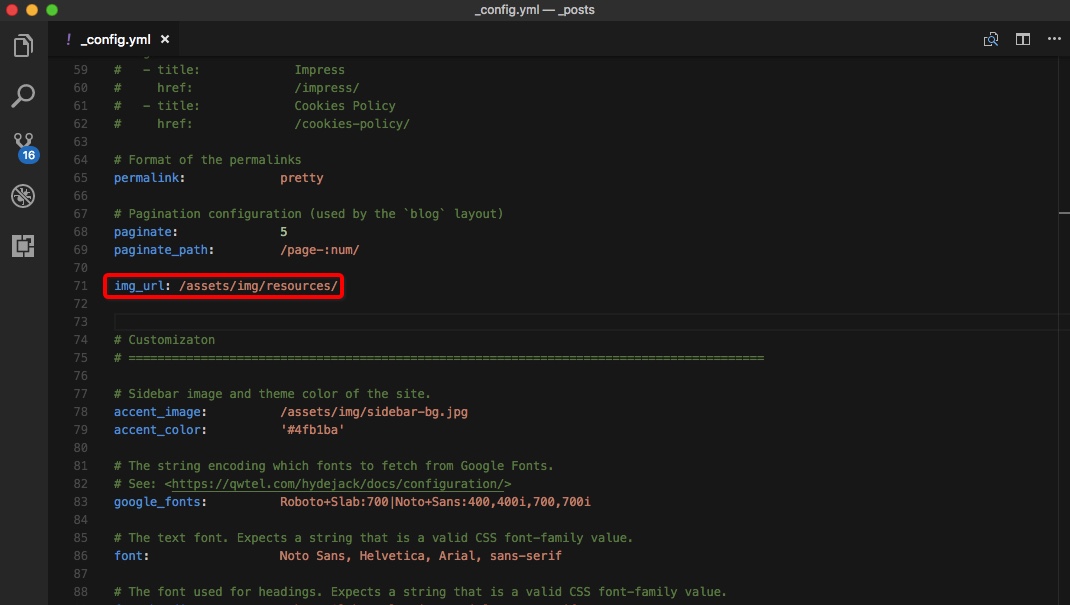 _config.yml — _posts
! _config.yml ×
59 #   - title:             Impress
60 #     href:              /impress/
61 #   - title:             Cookies Policy
62 #     href:              /cookies-policy/
63
64 # Format of the permalinks
65 permalink:             pretty
66
67 # Pagination configuration (used by the `blog` layout)
68 paginate:              5
69 paginate_path:         /page-:num/
70
71 img_url: /assets/img/resources/
72
73
74 # Customizaton
75 # ========================================================================================
76
77 # Sidebar image and theme color of the site.
78 accent_image:          /assets/img/sidebar-bg.jpg
79 accent_color:          '#4fb1ba'
80
81 # The string encoding which fonts to fetch from Google Fonts.
82 # See: <https://qwtel.com/hydejack/docs/configuration/>
83 google_fonts:          Roboto+Slab:700|Noto+Sans:400,400i,700,700i
84
85 # The text font. Expects a string that is a valid CSS font-family value.
86 font:                  Noto Sans, Helvetica, Arial, sans-serif
87
88 # The font used for headings. Expects a string that is a valid CSS font-family value.
16